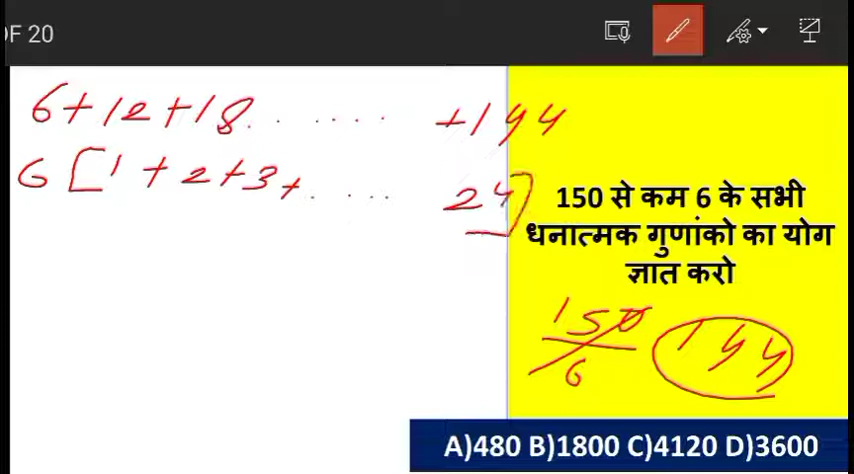 OF 20
6+12+18 ....... +144
6 [1 + 2 + 3 + ..... 24]
150 से कम 6 के सभी
धनात्मक गुणांको का योग
ज्ञात करो
150/6 144
A)480 B)1800 C)4120 D)3600